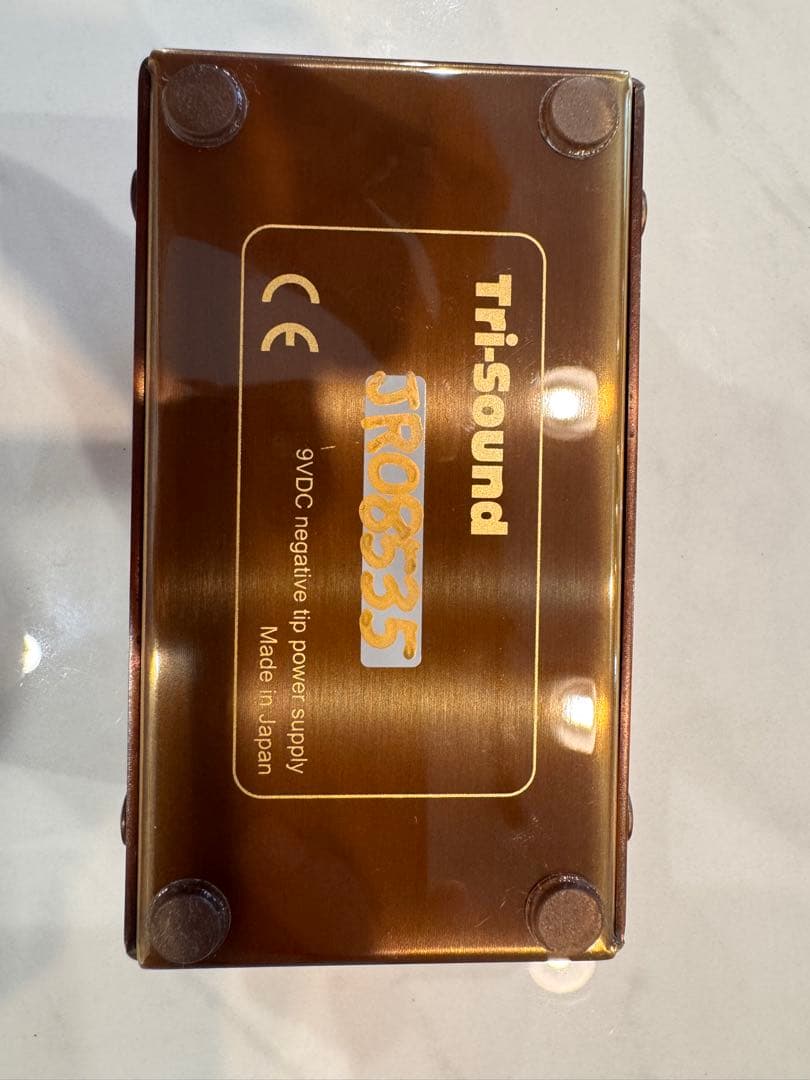 Tri-Sound
JR08535
9VDC negative tip power supply
CE Made in Japan